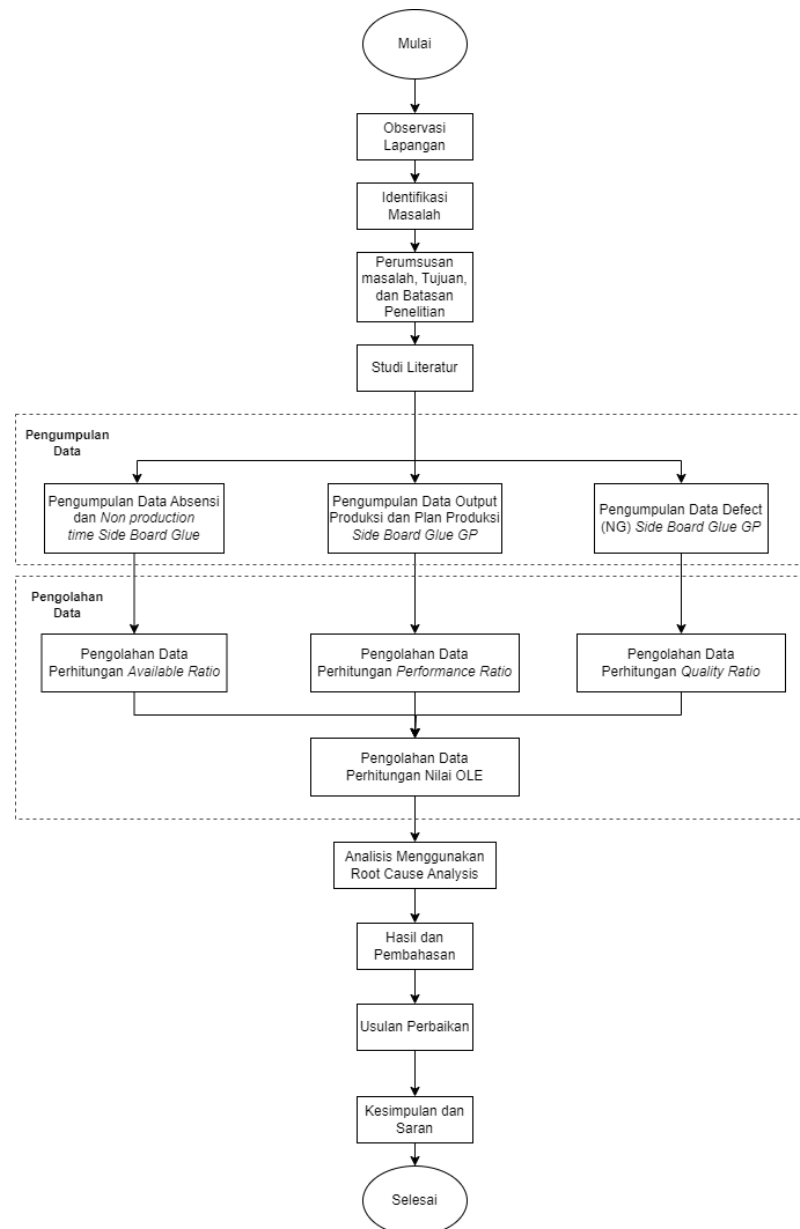 Mulai
Observasi
Lapangan
Identifikasi
Masalah
Perumsusan
masalah, Tujuan,
dan Batasan
Penelitian
Studi Literatur
Pengumpulan
Data
Pengumpulan Data Absensi
dan Non production
time Side Board Glue
Pengumpulan Data Output
Produksi dan Plan Produksi
Side Board Glue GP
Pengumpulan Data Defect
(NG) Side Board Glue GP
Pengolahan
Data
Pengolahan Data
Perhitungan Available Ratio
Pengolahan Data
Perhitungan Performance Ratio
Pengolahan Data
Perhitungan Quality Ratio
Pengolahan Data
Perhitungan Nilai OLE
Analisis Menggunakan
Root Cause Analysis
Hasil dan
Pembahasan
Usulan Perbaikan
Kesimpulan dan
Saran
Selesai